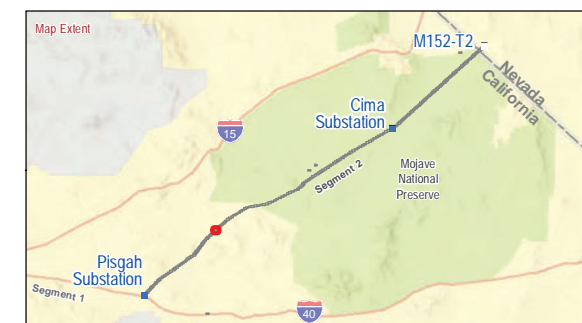 Map Extent
M152-T2
Nevada
California
Cima
Substation
15
Mojave
National
Preserve
Segment 2
Pisgah
Substation
Segment 1
40